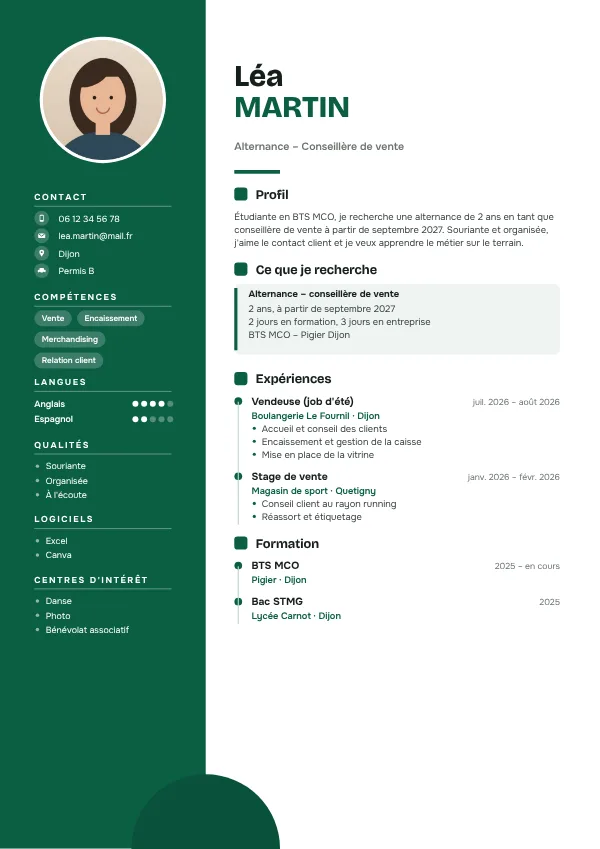 Léa
MARTIN
Alternance – Conseillère de vente
CONTACT
06 12 34 56 78
lea.martin@mail.fr
Dijon
Permis B
COMPÉTENCES
Vente
Encaissement
Merchandising
Relation client
LANGUES
Anglais
Espagnol
QUALITÉS
Souriante
Organisée
À l'écoute
LOGICIELS
Excel
Canva
CENTRES D'INTÉRÊT
Danse
Photo
Bénévolat associatif
Profil
Étudiante en BTS MCO, je recherche une alternance de 2 ans en tant que
conseillère de vente à partir de septembre 2027. Souriante et organisée,
j'aime le contact client et je veux apprendre le métier sur le terrain.
Ce que je recherche
Alternance – conseillère de vente
2 ans, à partir de septembre 2027
2 jours en formation, 3 jours en entreprise
BTS MCO – Pigier Dijon
Expériences
Vendeuse (job d'été) juil. 2026 – août 2026
Boulangerie Le Fournil · Dijon
• Accueil et conseil des clients
• Encaissement et gestion de la caisse
• Mise en place de la vitrine
Stage de vente janv. 2026 – févr. 2026
Magasin de sport · Quetigny
• Conseil client au rayon running
• Réassort et étiquetage
Formation
BTS MCO 2025 – en cours
Pigier · Dijon
Bac STMG 2025
Lycée Carnot · Dijon